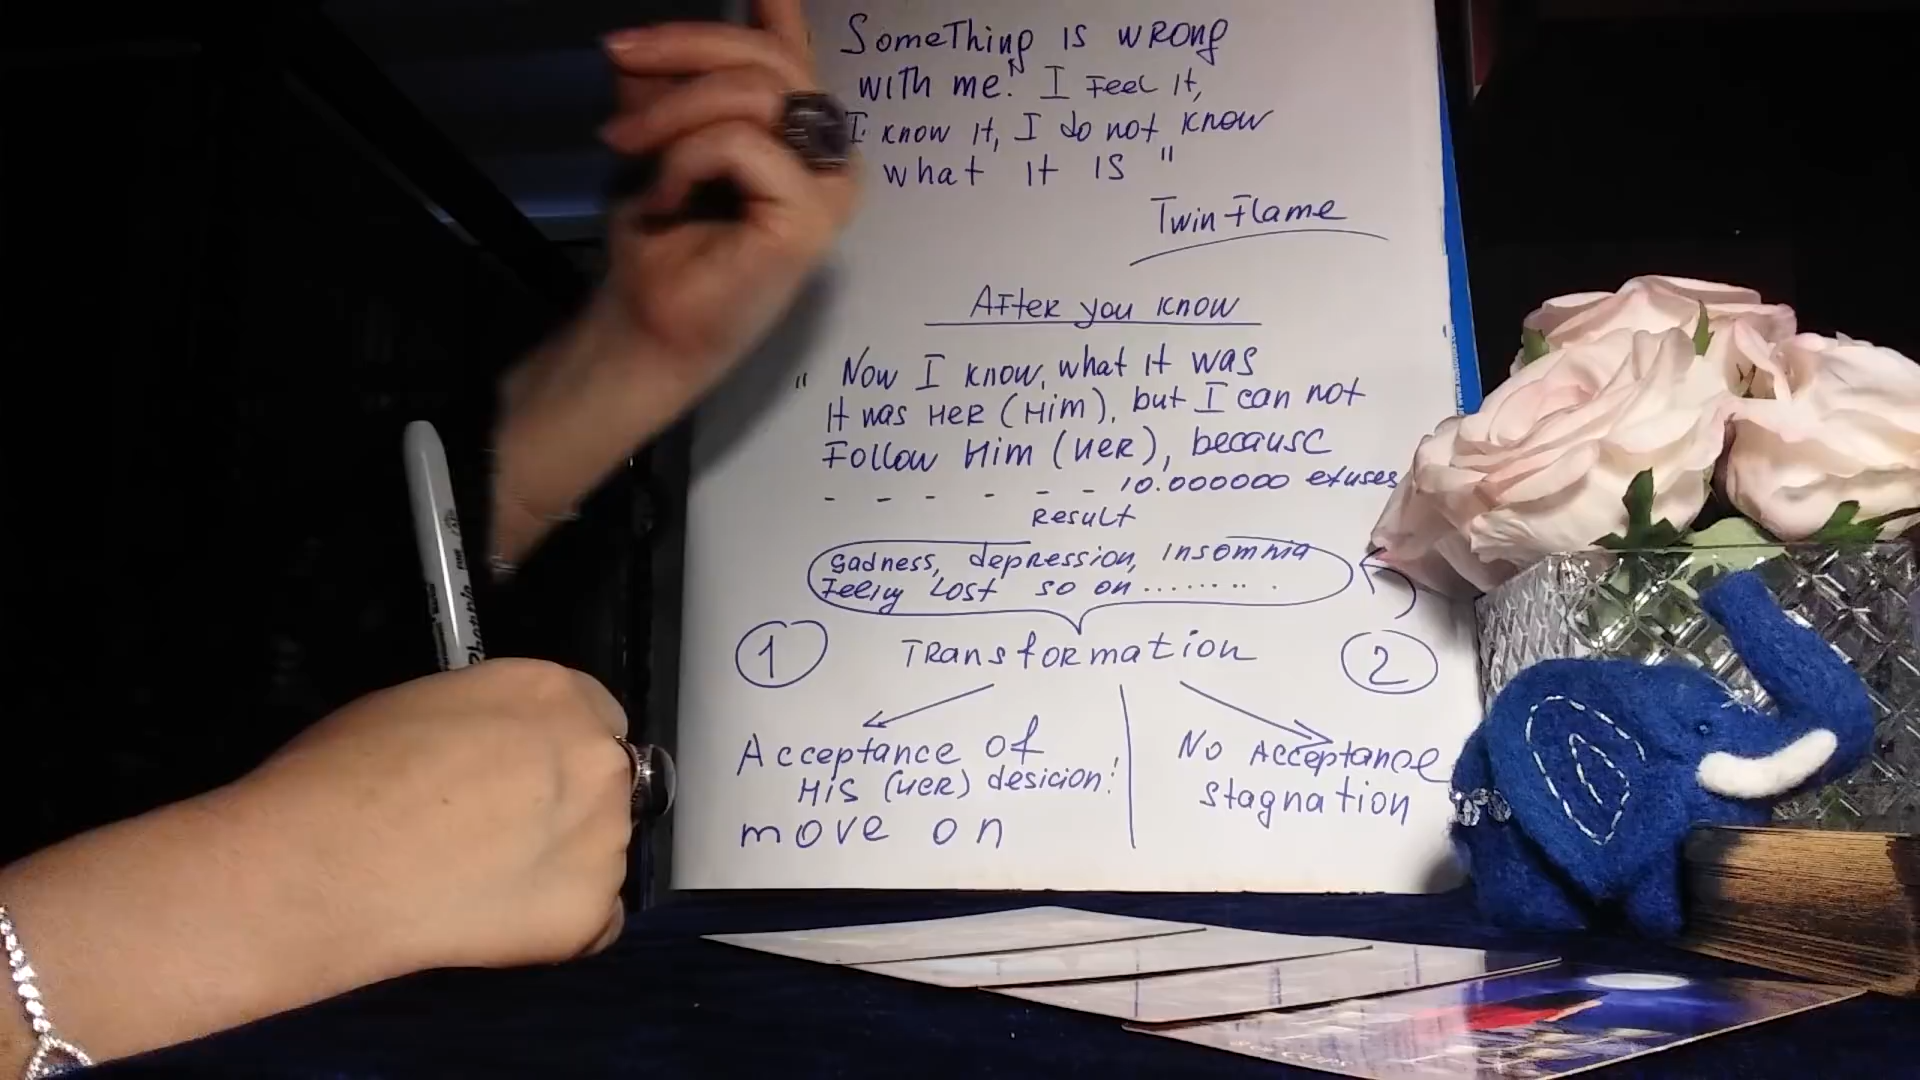 Something is wrong
with me". I Feel It,
I know It, I do not know
what It is "
Twin Flame
After you know
" Now I know, what It was
It was Her (Him), but I can not
Follow Him (Her), because
- - - - - - 10.000000 exuses
Result
Sadness, depression, Insomnia
Feeliy Lost so on .........
1 Transformation 2
Acceptance of
His (Her) desicion!
move on
No Acceptance
Stagnation
Sharpie